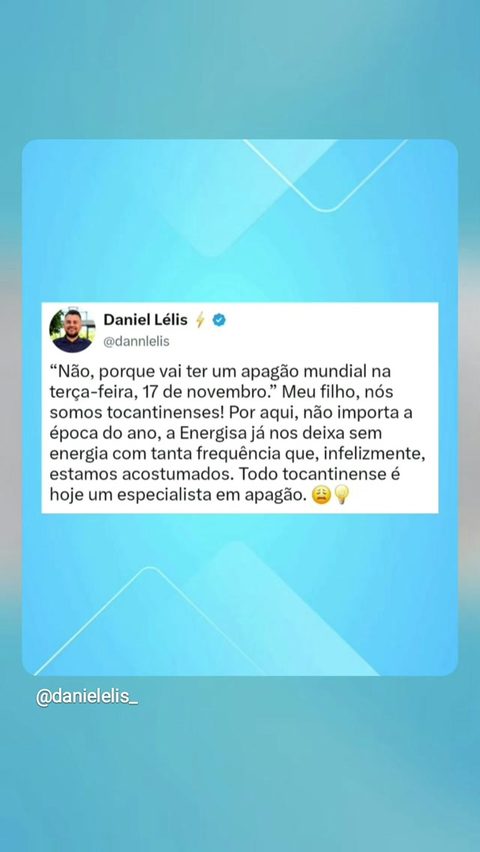 Daniel Lélis ⚡
@dannlelis
“Não, porque vai ter um apagão mundial na
terça-feira, 17 de novembro.” Meu filho, nós
somos tocantinenses! Por aqui, não importa a
época do ano, a Energisa já nos deixa sem
energia com tanta frequência que, infelizmente,
estamos acostumados. Todo tocantinense é
hoje um especialista em apagão. 😩💡
@danielelis_